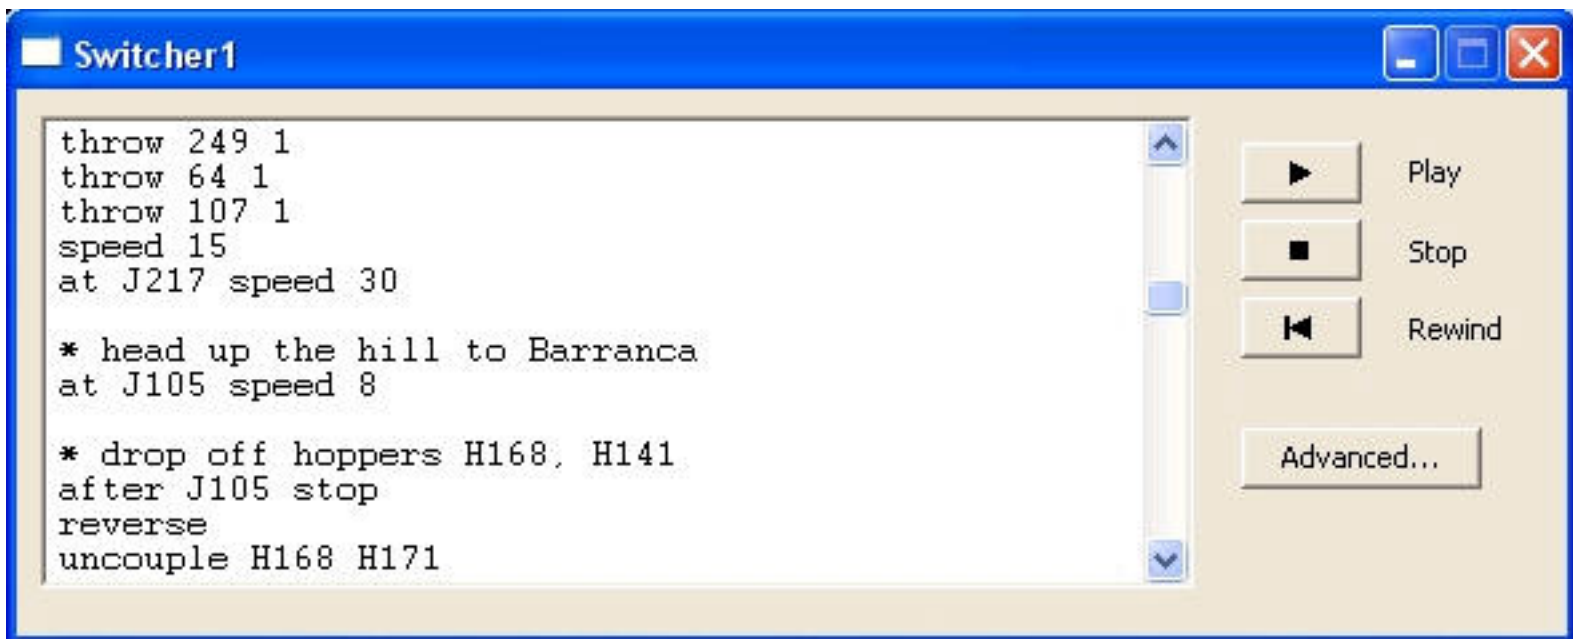 Switcher1
throw 249 1
throw 64 1
throw 107 1
speed 15
at J217 speed 30
* head up the hill to Barranca
at J105 speed 8
* drop off hoppers H168, H141
after J105 stop
reverse
uncouple H168 H171
Play
Stop
Rewind
Advanced...